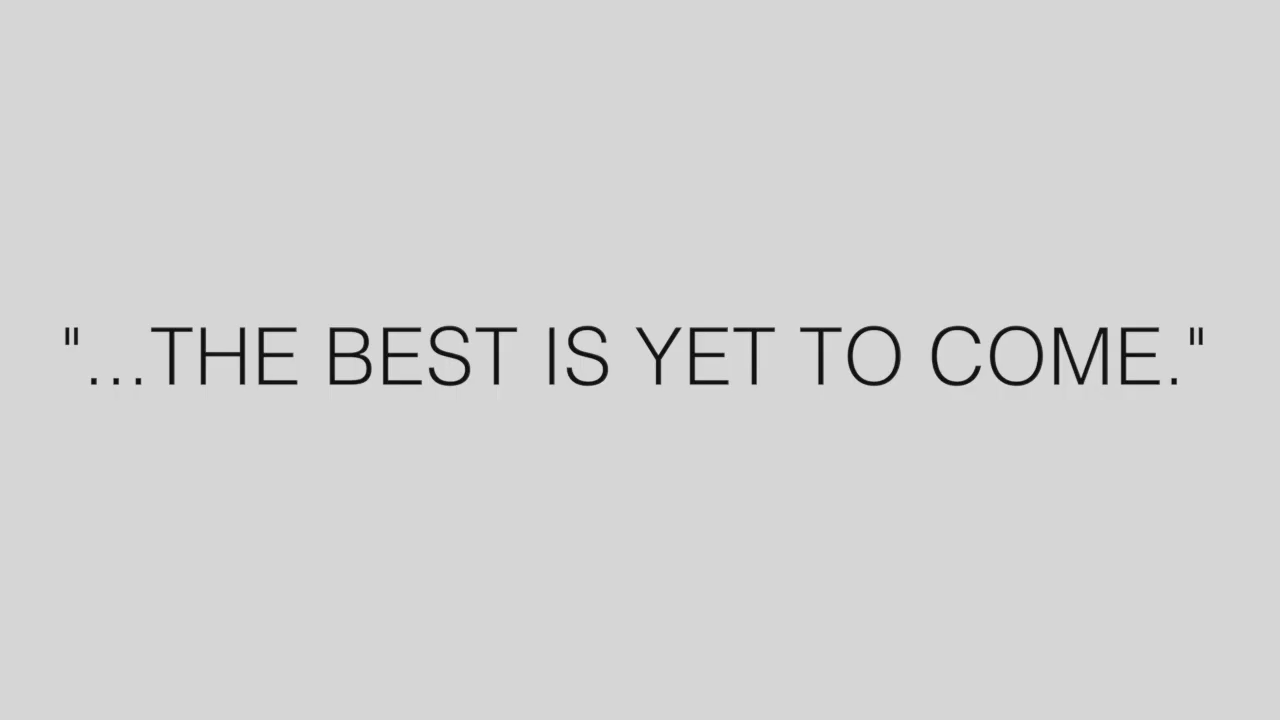 "...THE BEST IS YET TO COME."